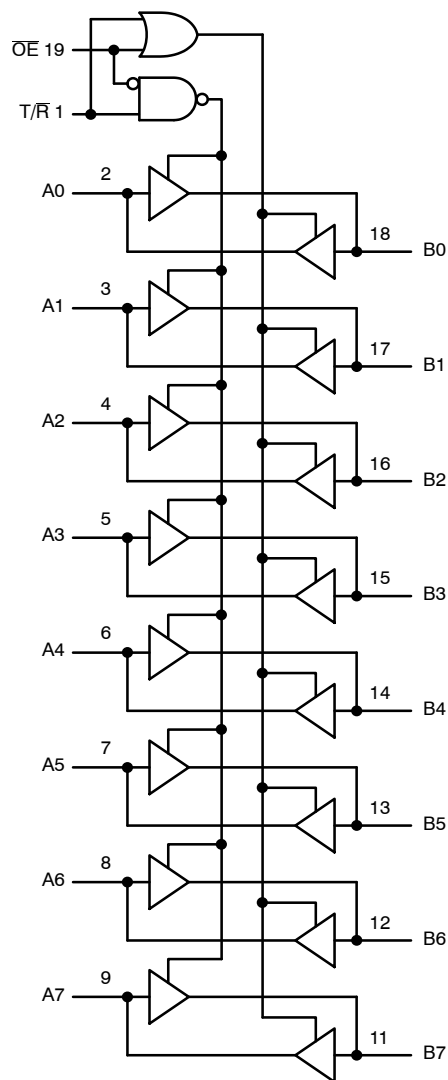 O̅E̅ 19
T/R̅ 1
A0 2
18 B0
A1 3
17 B1
A2 4
16 B2
A3 5
15 B3
A4 6
14 B4
A5 7
13 B5
A6 8
12 B6
A7 9
11 B7